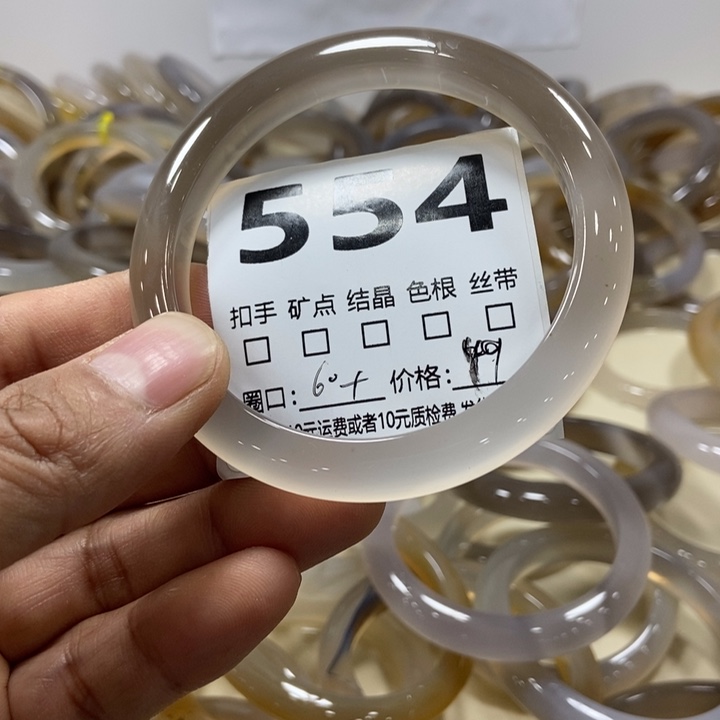 554
扣手 矿点 结晶 色根 丝带
圈口: 60+ 价格:
10元运费或者10元质检费